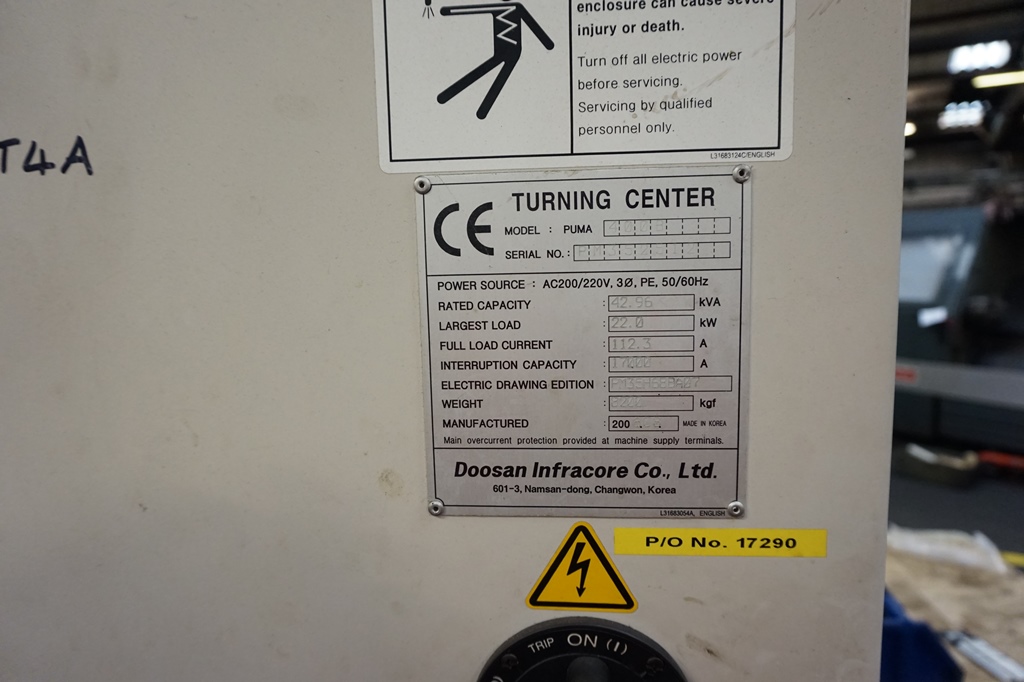 enclosure can cause severe
injury or death.
Turn off all electric power
before servicing.
Servicing by qualified
personnel only.
L31683124C/ENGLISH
T4A
CE TURNING CENTER
MODEL : PUMA
SERIAL NO. :
POWER SOURCE : AC200/220V, 3Ø, PE, 50/60Hz
RATED CAPACITY : 42.96 kVA
LARGEST LOAD : 22.0 kW
FULL LOAD CURRENT : 112.3 A
INTERRUPTION CAPACITY : A
ELECTRIC DRAWING EDITION :
WEIGHT : kgf
MANUFACTURED : 200 . . MADE IN KOREA
Main overcurrent protection provided at machine supply terminals.
Doosan Infracore Co., Ltd.
601-3, Namsan-dong, Changwon, Korea
L31683054A, ENGLISH
P/O No. 17290
TRIP ON (I)